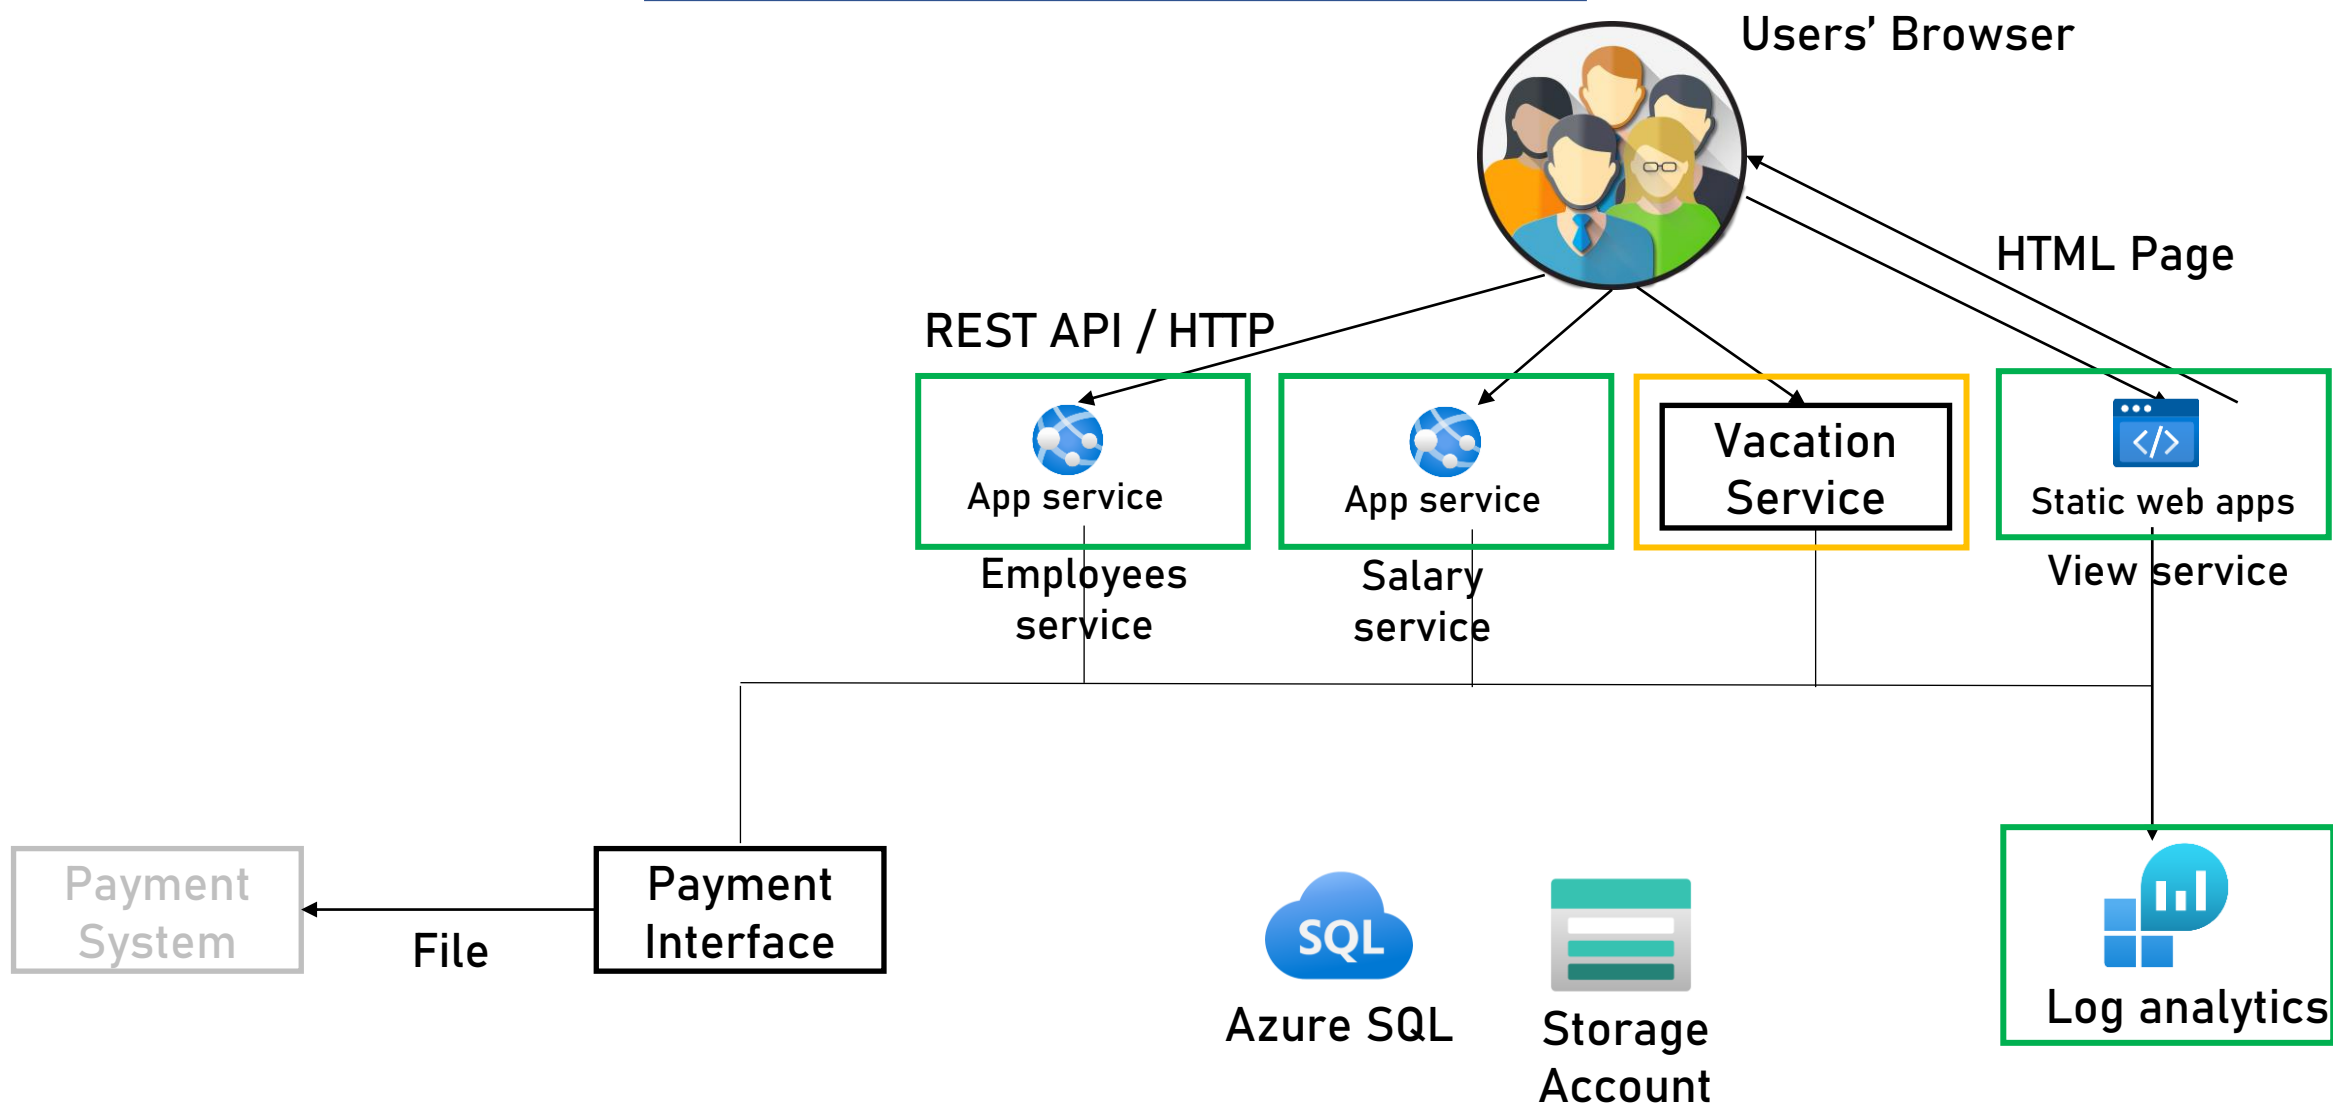 Users’ Browser
HTML Page
REST API / HTTP
App service
App service
Vacation
Service
</>
Static web apps
Employees
service
Salary
service
View service
Payment
System
File
Payment
Interface
SQL
Azure SQL
Storage
Account
Log analytics